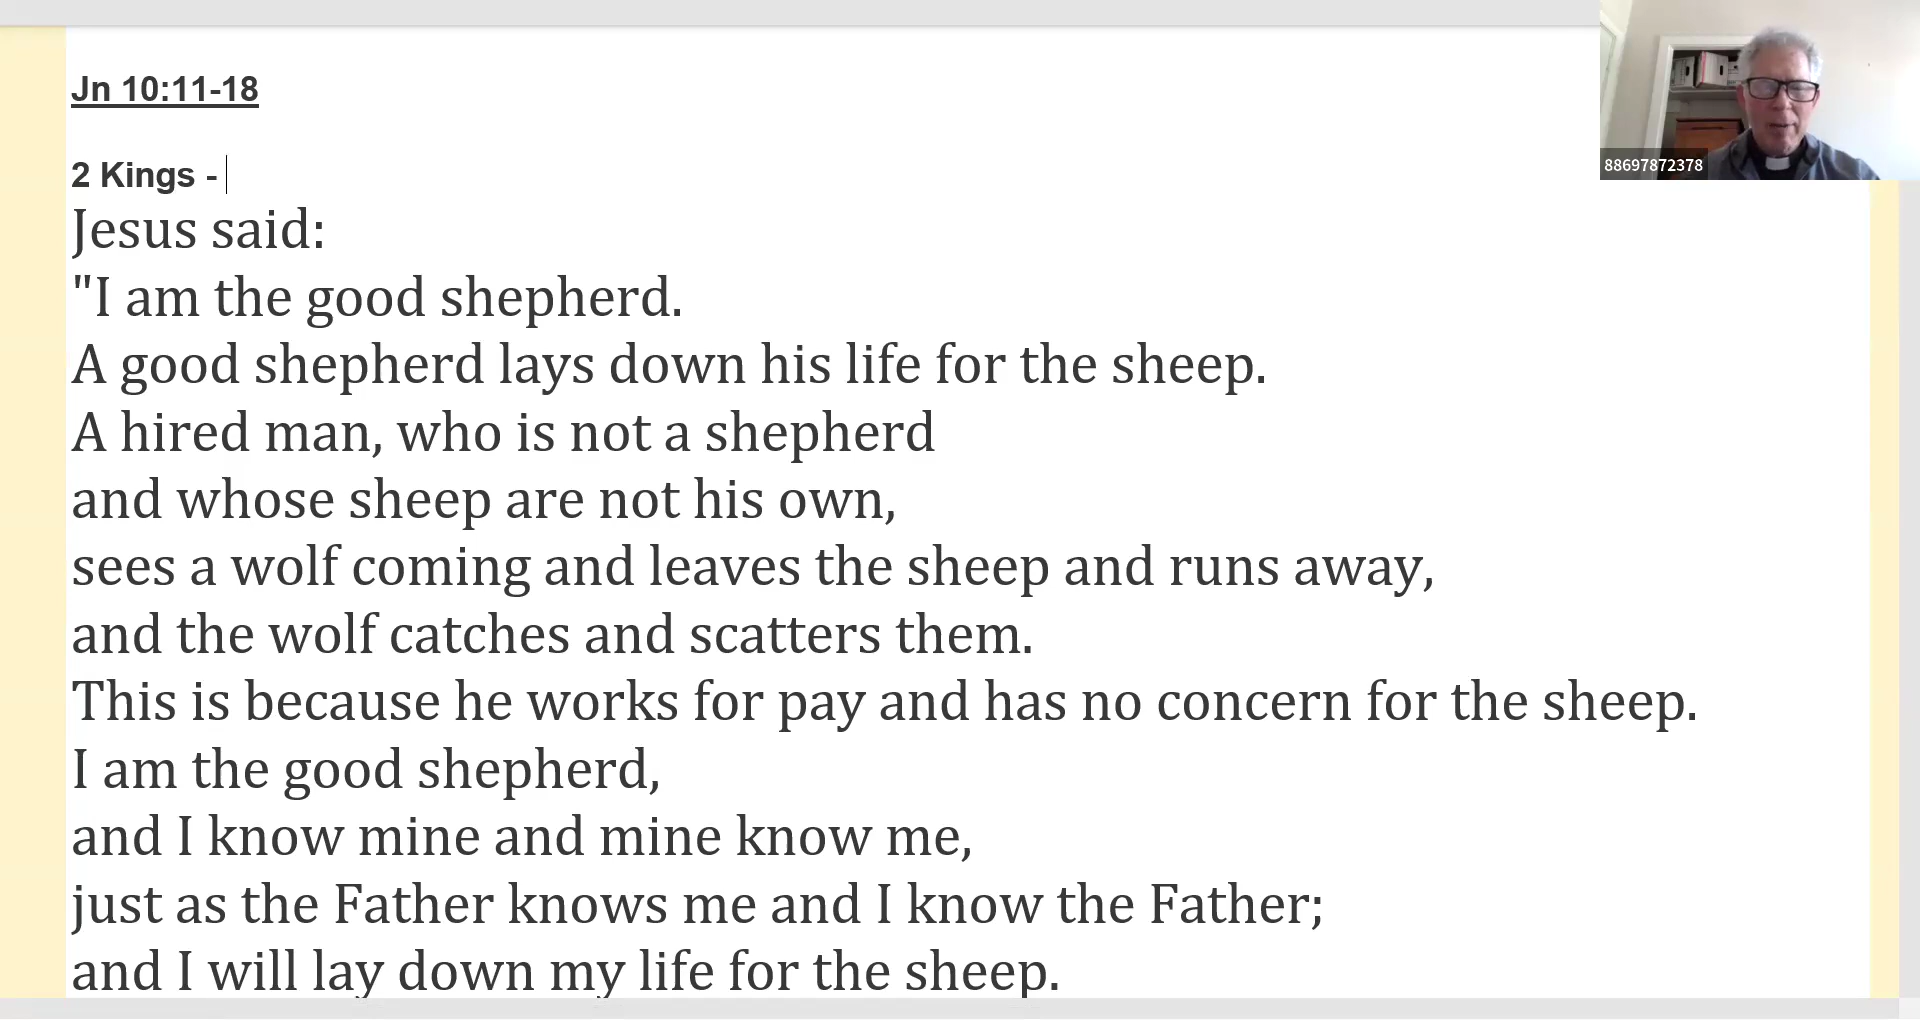 Jn 10:11-18
88697872378
2 Kings -
Jesus said:
"I am the good shepherd.
A good shepherd lays down his life for the sheep.
A hired man, who is not a shepherd
and whose sheep are not his own,
sees a wolf coming and leaves the sheep and runs away,
and the wolf catches and scatters them.
This is because he works for pay and has no concern for the sheep.
I am the good shepherd,
and I know mine and mine know me,
just as the Father knows me and I know the Father;
and I will lay down my life for the sheep.